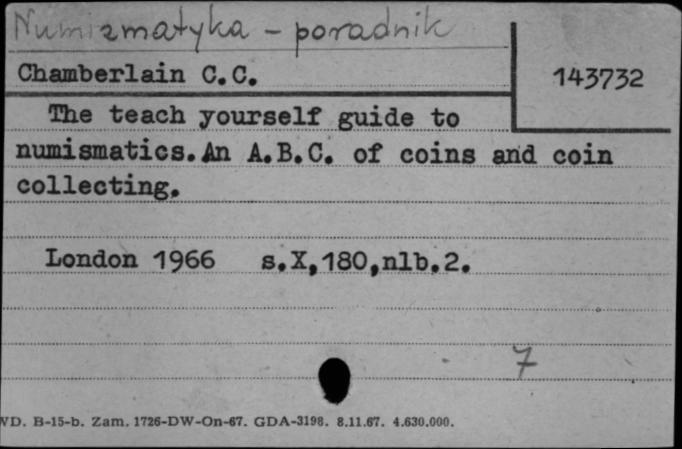 Numizmatyka - poradnik
Chamberlain C.C.
143732
The teach yourself guide to
numismatics.An A.B.C. of coins and coin
collecting.
London 1966 s.X,180,nlb.2.
7
WD. B-15-b. Zam. 1726-DW-On-67. GDA-3198. 8.11.67. 4.630.000.